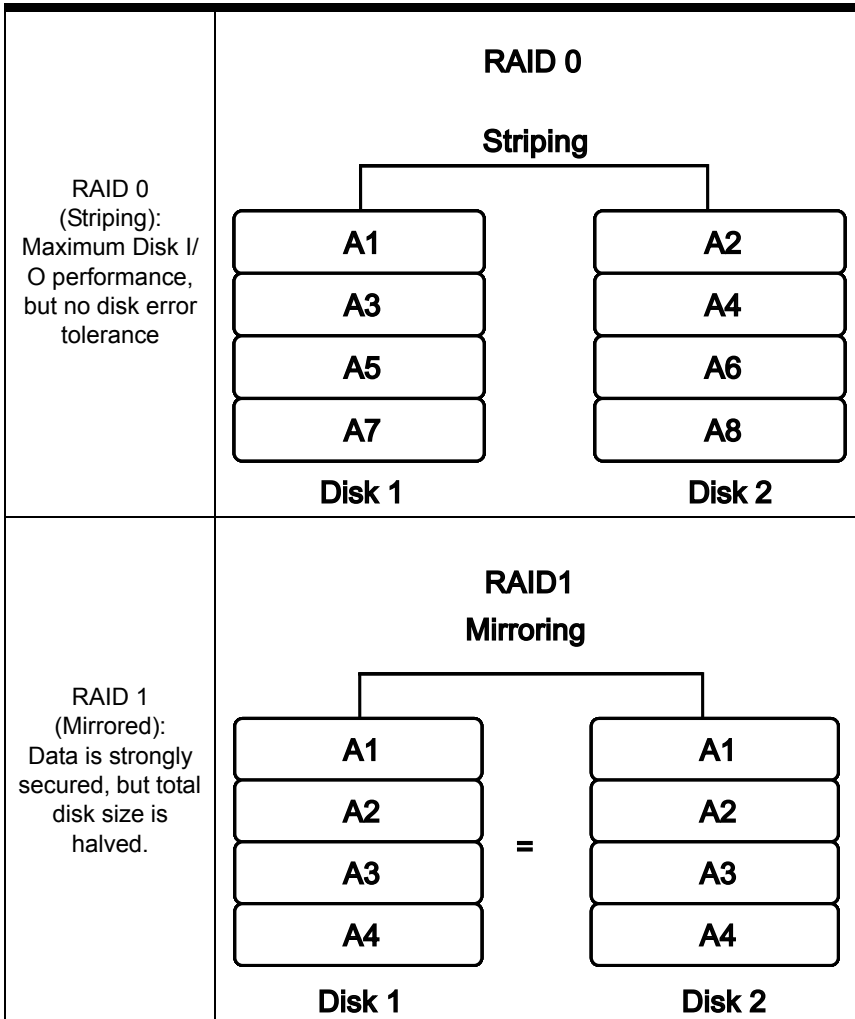 RAID 0
(Striping):
Maximum Disk I/
O performance,
but no disk error
tolerance
RAID 0
Striping
A1
A3
A5
A7
Disk 1
A2
A4
A6
A8
Disk 2
RAID 1
(Mirrored):
Data is strongly
secured, but total
disk size is
halved.
RAID1
Mirroring
A1
A2
A3
A4
Disk 1
=
A1
A2
A3
A4
Disk 2